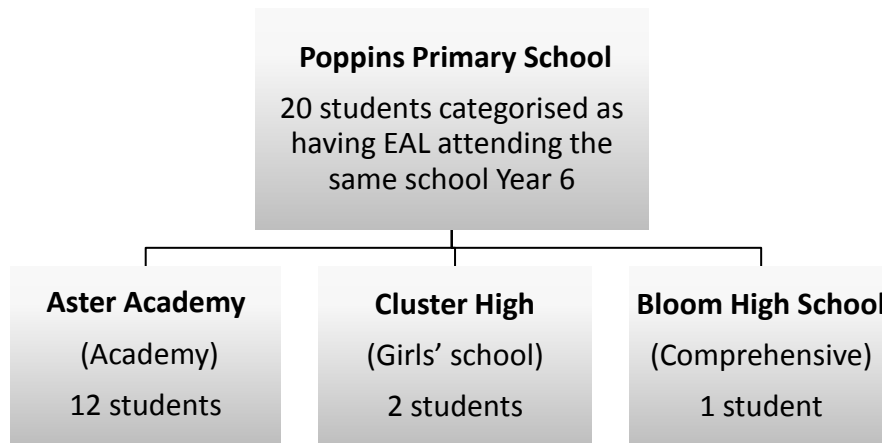 Poppins Primary School
20 students categorised as
having EAL attending the
same school Year 6
Aster Academy
(Academy)
12 students
Cluster High
(Girls’ school)
2 students
Bloom High School
(Comprehensive)
1 student